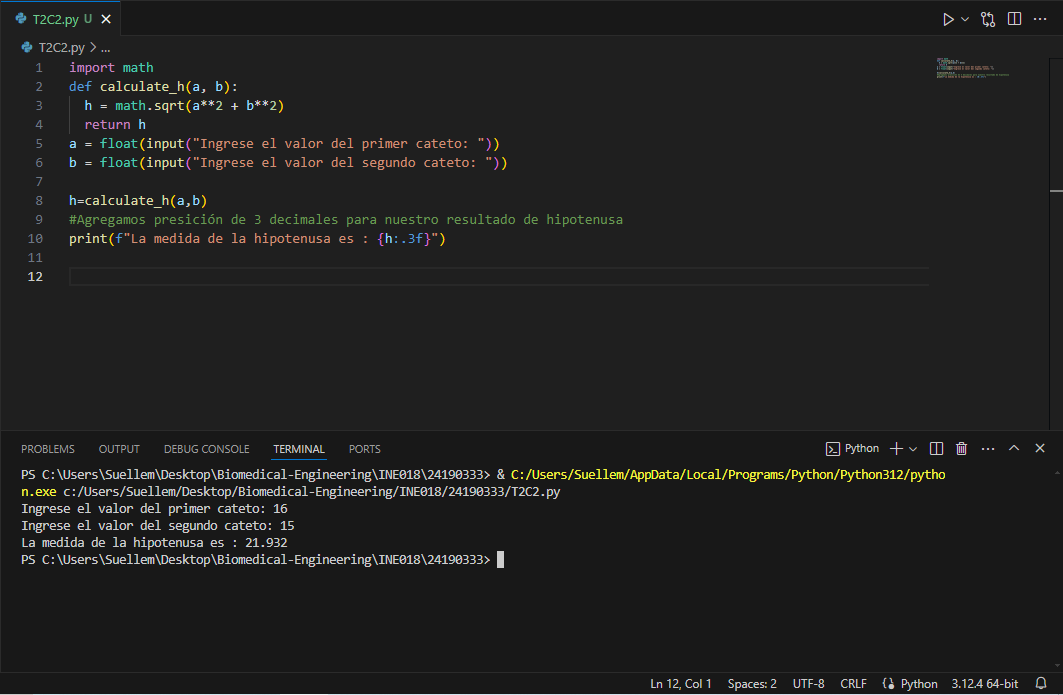 T2C2.py U
T2C2.py > ...
1 import math
2 def calculate_h(a, b):
3   h = math.sqrt(a**2 + b**2)
4   return h
5 a = float(input("Ingrese el valor del primer cateto: "))
6 b = float(input("Ingrese el valor del segundo cateto: "))
7
8 h=calculate_h(a,b)
9 #Agregamos presición de 3 decimales para nuestro resultado de hipotenusa
10 print(f"La medida de la hipotenusa es : {h:.3f}")
11
12
PROBLEMS OUTPUT DEBUG CONSOLE TERMINAL PORTS Python
PS C:\Users\Suellem\Desktop\Biomedical-Engineering\INE018\24190333> & C:/Users/Suellem/AppData/Local/Programs/Python/Python312/pytho
n.exe c:/Users/Suellem/Desktop/Biomedical-Engineering/INE018/24190333/T2C2.py
Ingrese el valor del primer cateto: 16
Ingrese el valor del segundo cateto: 15
La medida de la hipotenusa es : 21.932
PS C:\Users\Suellem\Desktop\Biomedical-Engineering\INE018\24190333>
Ln 12, Col 1 Spaces: 2 UTF-8 CRLF Python 3.12.4 64-bit